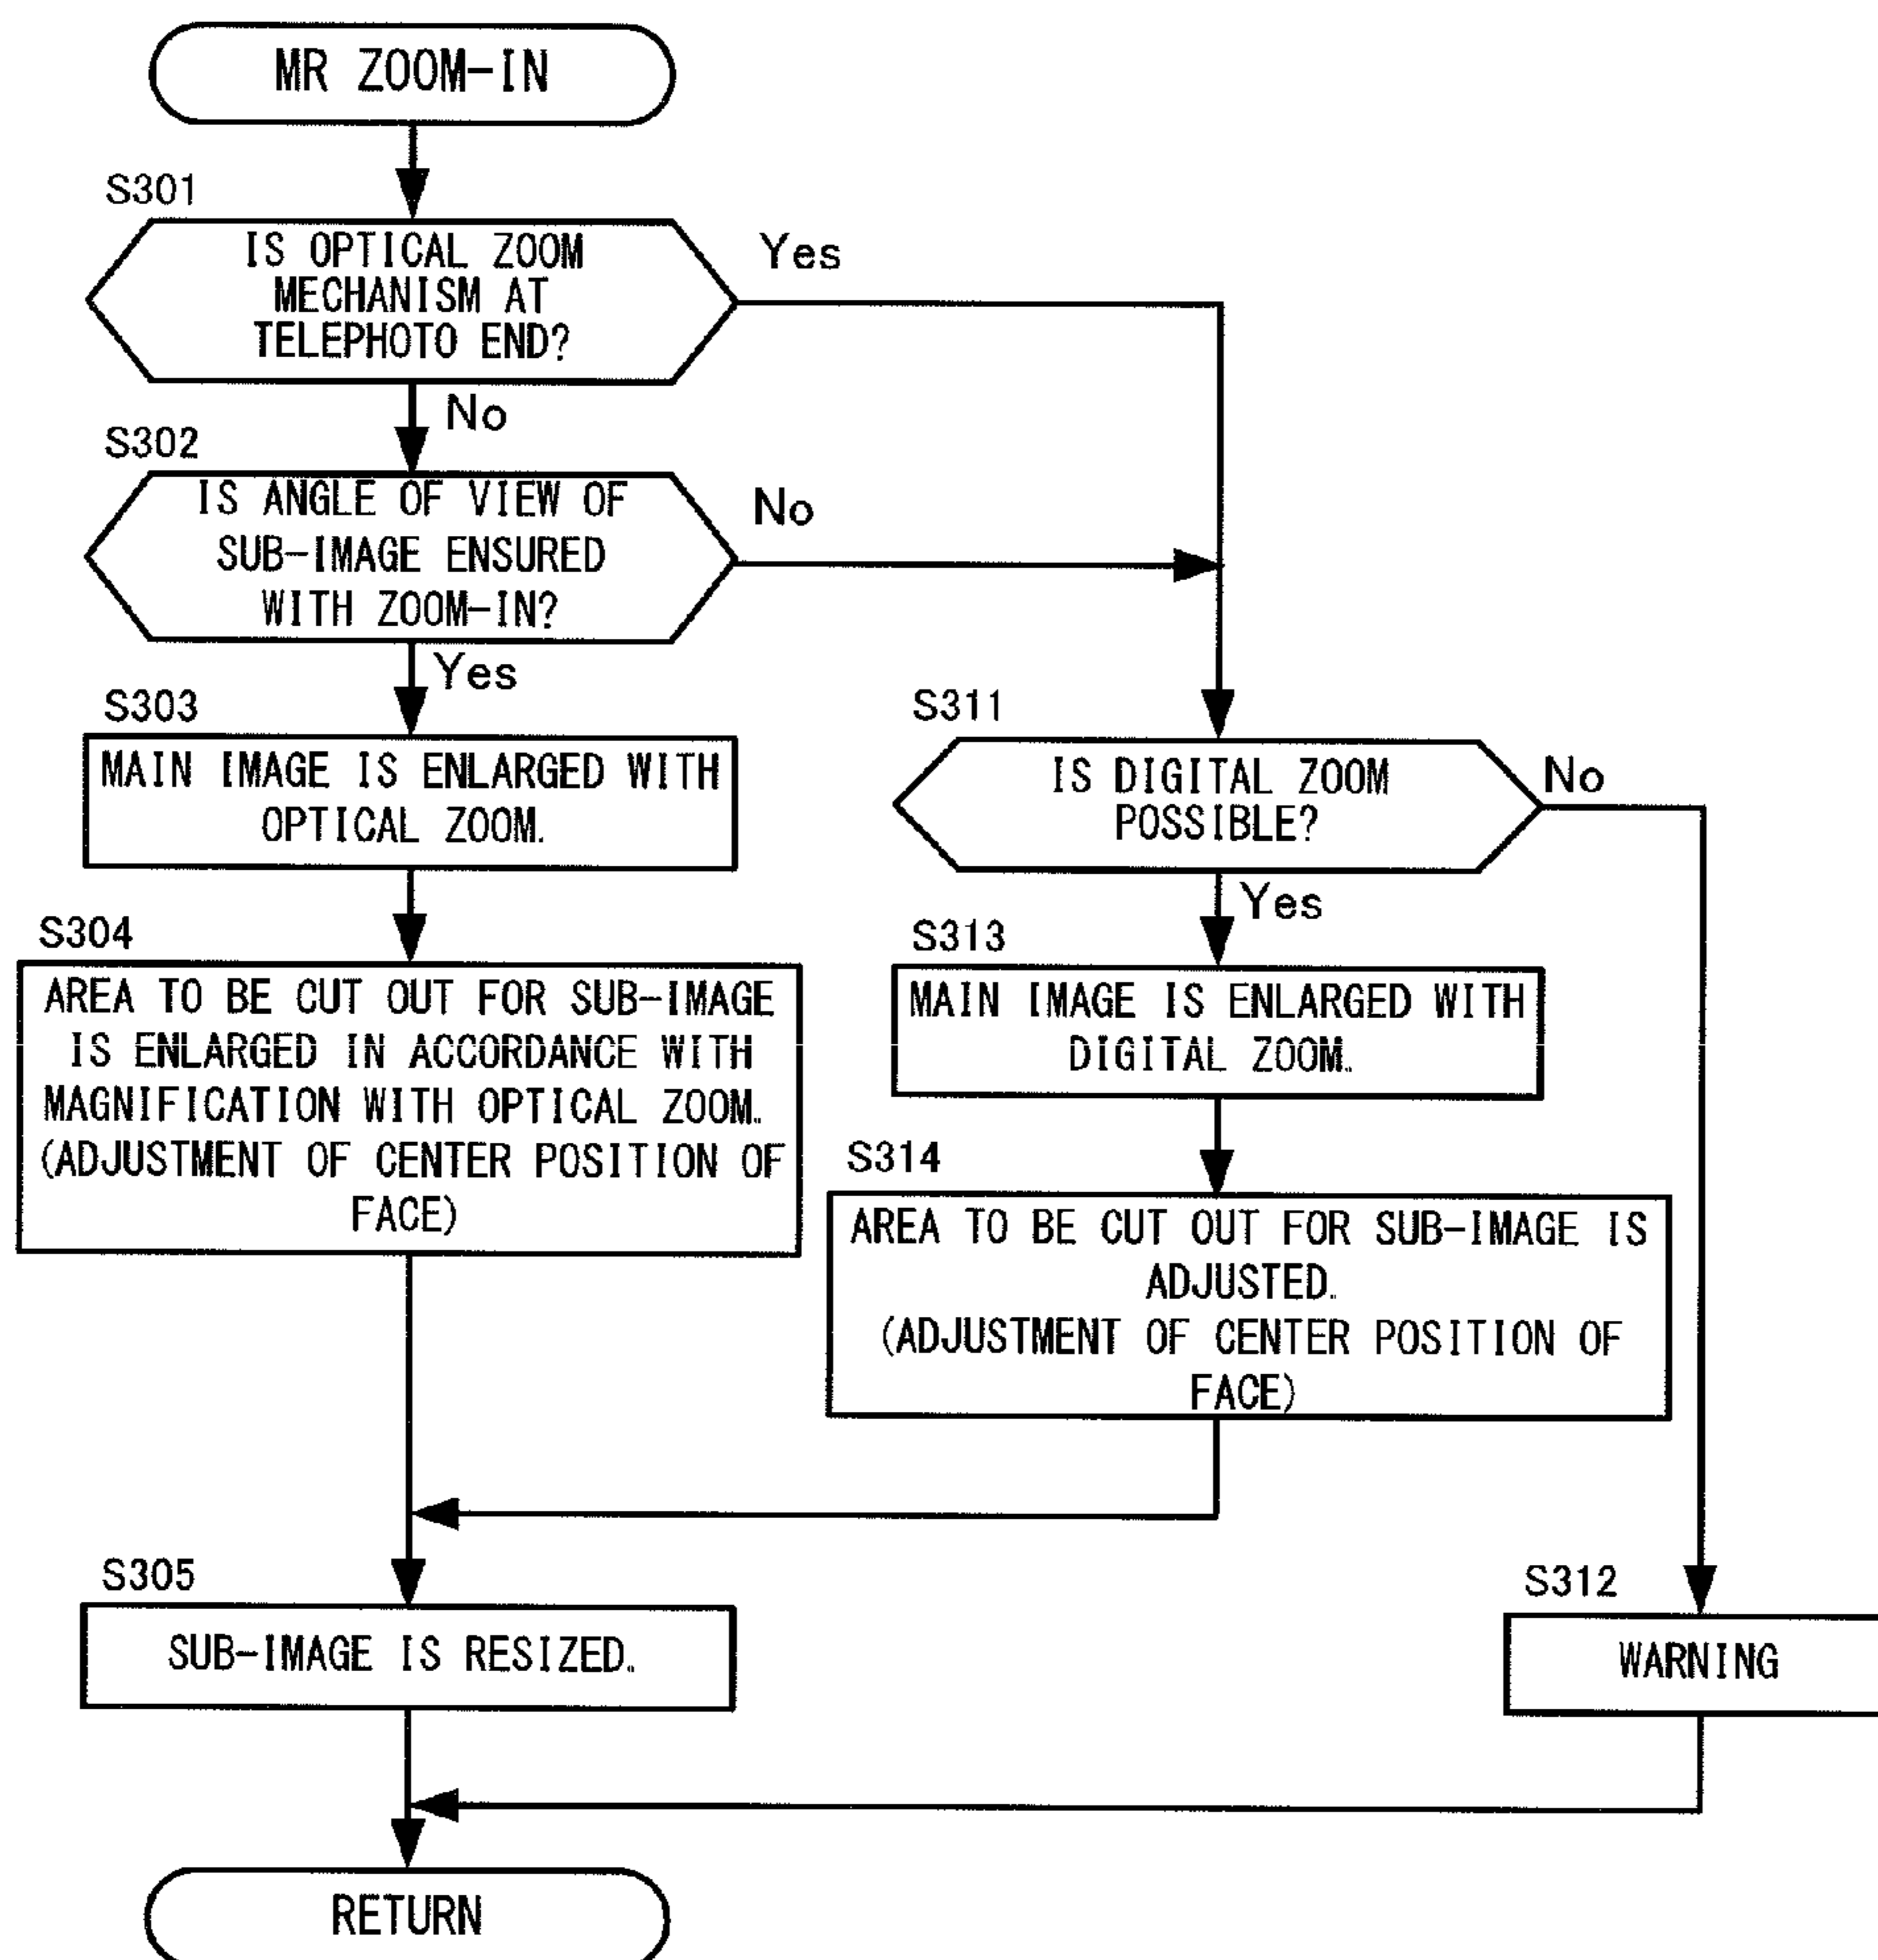 MR ZOOM-IN
S301
IS OPTICAL ZOOM
MECHANISM AT
TELEPHOTO END?
Yes
No
S302
IS ANGLE OF VIEW OF
SUB-IMAGE ENSURED
WITH ZOOM-IN?
No
Yes
S303
MAIN IMAGE IS ENLARGED WITH
OPTICAL ZOOM.
S304
AREA TO BE CUT OUT FOR SUB-IMAGE
IS ENLARGED IN ACCORDANCE WITH
MAGNIFICATION WITH OPTICAL ZOOM.
(ADJUSTMENT OF CENTER POSITION OF
FACE)
S311
IS DIGITAL ZOOM
POSSIBLE?
No
Yes
S313
MAIN IMAGE IS ENLARGED WITH
DIGITAL ZOOM.
S314
AREA TO BE CUT OUT FOR SUB-IMAGE IS
ADJUSTED.
(ADJUSTMENT OF CENTER POSITION OF
FACE)
S305
SUB-IMAGE IS RESIZED.
S312
WARNING
RETURN